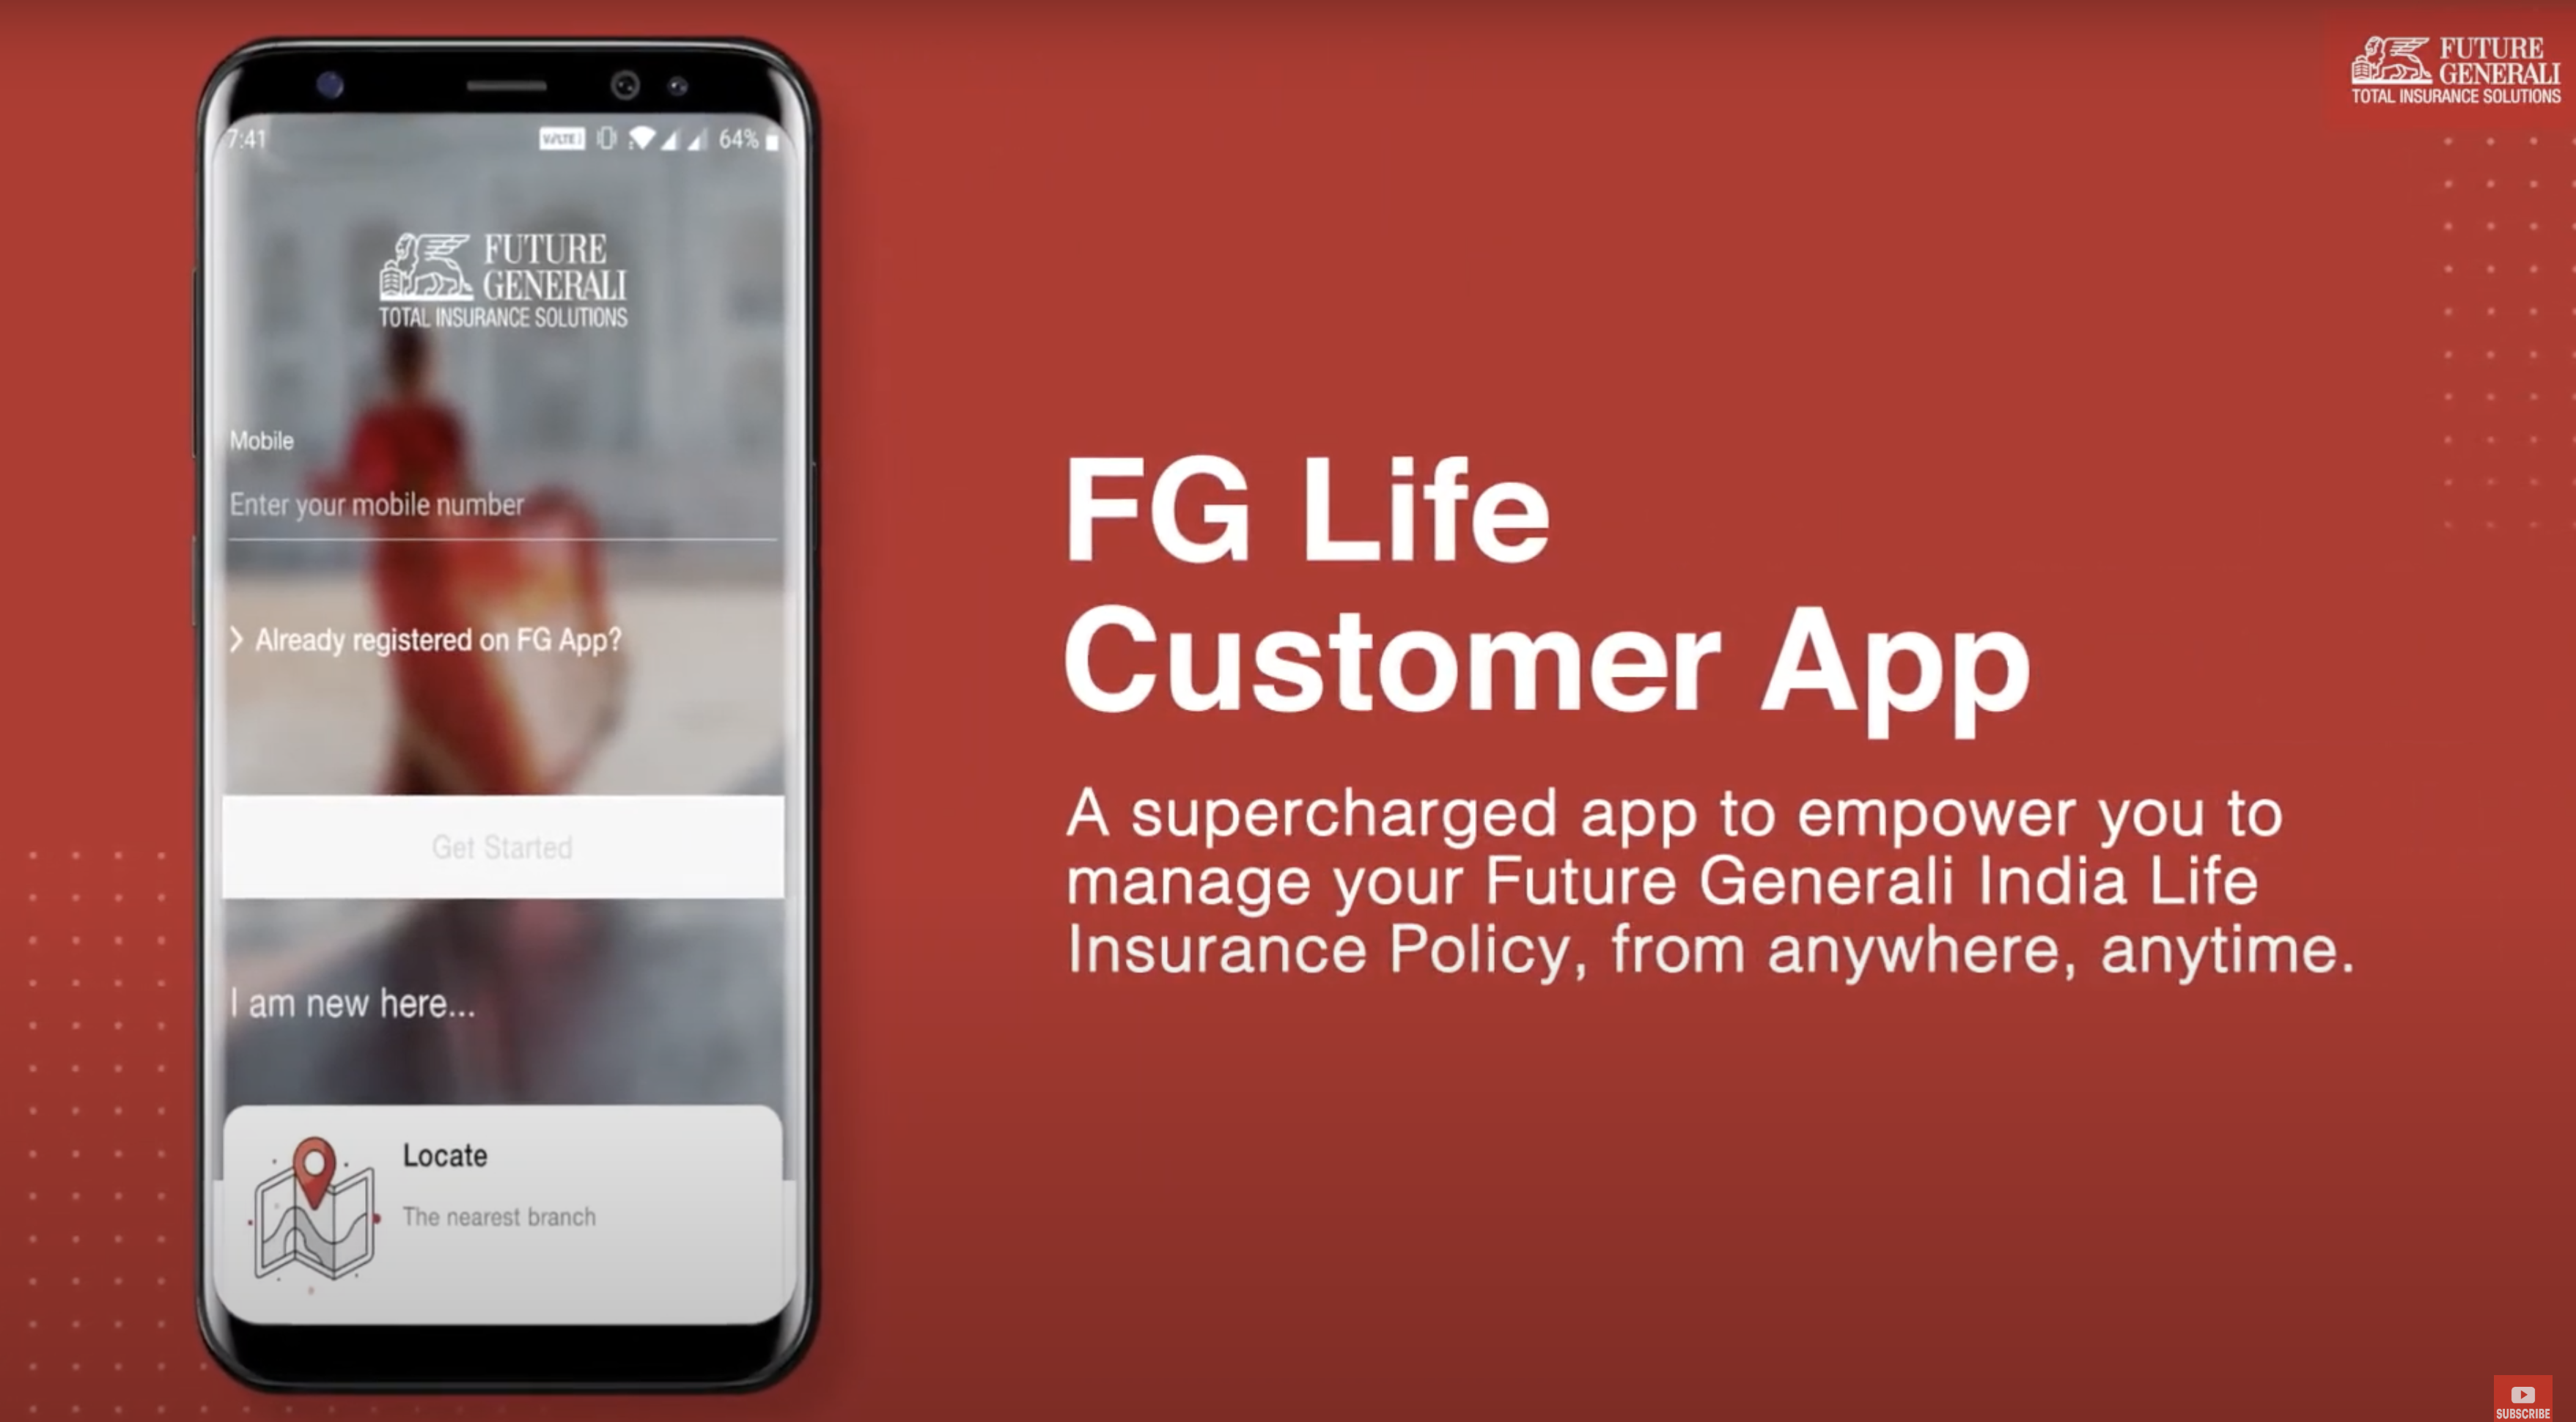 7:41
64%
FUTURE
GENERALI
TOTAL INSURANCE SOLUTIONS
Mobile
Enter your mobile number
Already registered on FG App?
Get Started
I am new here...
Locate
The nearest branch
FUTURE
GENERALI
TOTAL INSURANCE SOLUTIONS
FG Life
Customer App
A supercharged app to empower you to
manage your Future Generali India Life
Insurance Policy, from anywhere, anytime.
SUBSCRIBE